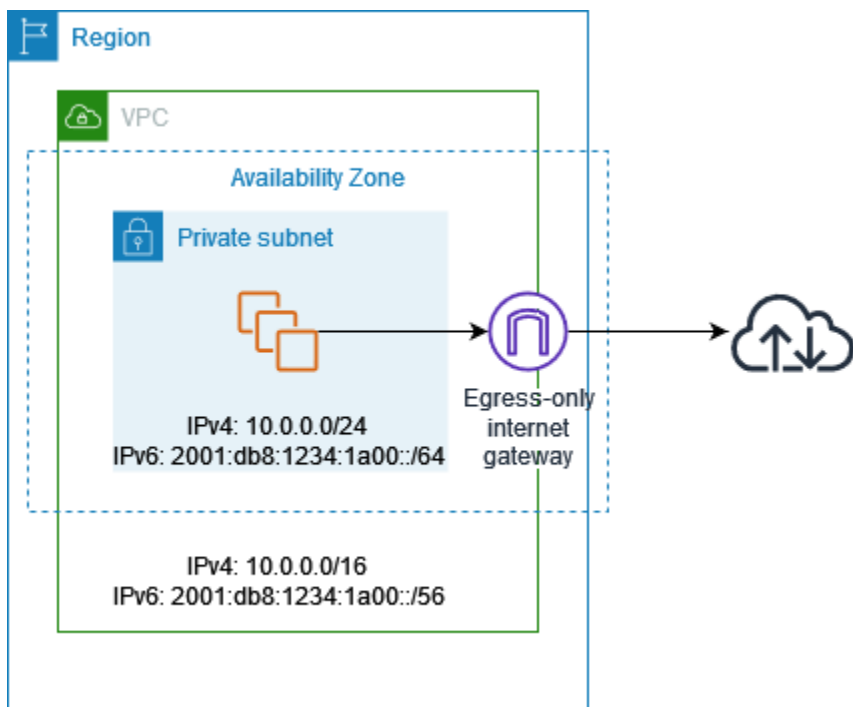 Region
VPC
Availability Zone
Private subnet
IPv4: 10.0.0.0/24
IPv6: 2001:db8:1234:1a00::/64
Egress-only
internet
gateway
IPv4: 10.0.0.0/16
IPv6: 2001:db8:1234:1a00::/56